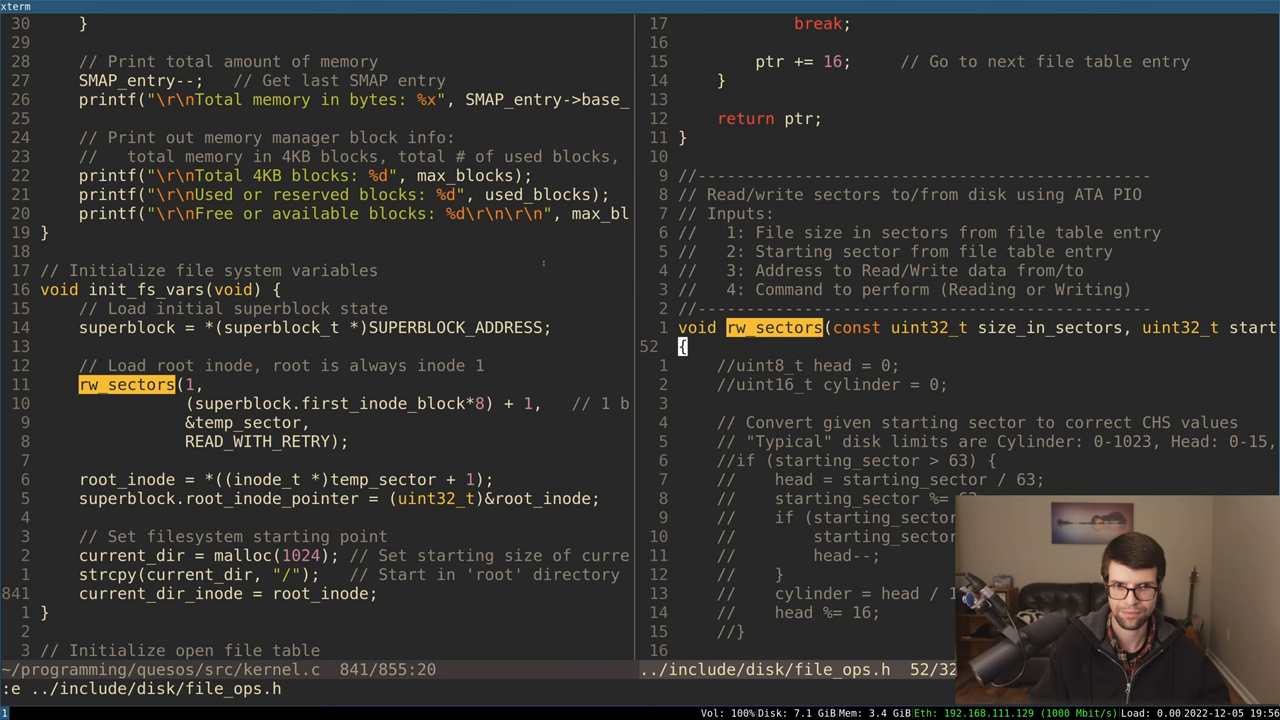 xterm
30     }
29
28     // Print total amount of memory
27     SMAP_entry--;   // Get last SMAP entry
26     printf("\r\nTotal memory in bytes: %x", SMAP_entry->base_
25
24     // Print out memory manager block info:
23     //   total memory in 4KB blocks, total # of used blocks,
22     printf("\r\nTotal 4KB blocks: %d", max_blocks);
21     printf("\r\nUsed or reserved blocks: %d", used_blocks);
20     printf("\r\nFree or available blocks: %d\r\n\r\n", max_bl
19 }
18
17 // Initialize file system variables
16 void init_fs_vars(void) {
15     // Load initial superblock state
14     superblock = *(superblock_t *)SUPERBLOCK_ADDRESS;
13
12     // Load root inode, root is always inode 1
11     rw_sectors(1,
10                (superblock.first_inode_block*8) + 1,   // 1 b
9                &temp_sector,
8                READ_WITH_RETRY);
7
6     root_inode = *((inode_t *)temp_sector + 1);
5     superblock.root_inode_pointer = (uint32_t)&root_inode;
4
3     // Set filesystem starting point
2     current_dir = malloc(1024); // Set starting size of curre
1     strcpy(current_dir, "/");   // Start in 'root' directory
841     current_dir_inode = root_inode;
1 }
2
3 // Initialize open file table
~/programming/quesos/src/kernel.c  841/855:20
:e ../include/disk/file_ops.h
17             break;
16
15         ptr += 16;     // Go to next file table entry
14     }
13
12     return ptr;
11 }
10
9 //-----------------------------------------------
8 // Read/write sectors to/from disk using ATA PIO
7 // Inputs:
6 //   1: File size in sectors from file table entry
5 //   2: Starting sector from file table entry
4 //   3: Address to Read/Write data from/to
3 //   4: Command to perform (Reading or Writing)
2 //-----------------------------------------------
1 void rw_sectors(const uint32_t size_in_sectors, uint32_t start
52 {
1     //uint8_t head = 0;
2     //uint16_t cylinder = 0;
3
4     // Convert given starting sector to correct CHS values
5     // "Typical" disk limits are Cylinder: 0-1023, Head: 0-15,
6     //if (starting_sector > 63) {
7     //    head = starting_sector / 63;
8     //    starting_sector %= 63
9     //    if (starting_sector
10     //        starting_sector
11     //        head--;
12     //    }
13     //    cylinder = head / 1
14     //    head %= 16;
15     //}
16
../include/disk/file_ops.h  52/32
1
Vol: 100% Disk: 7.1 GiB Mem: 3.4 GiB Eth: 192.168.111.129 (1000 Mbit/s) Load: 0.00 2022-12-05 19:56